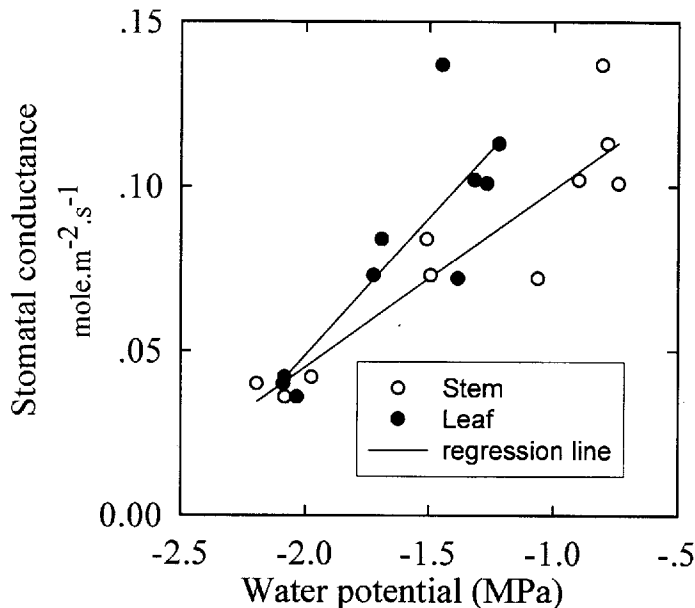 .15
.10
.05
0.00
Stomatal conductance
mole.m⁻².s⁻¹
Stem
Leaf
regression line
-2.5 -2.0 -1.5 -1.0 -.5
Water potential (MPa)